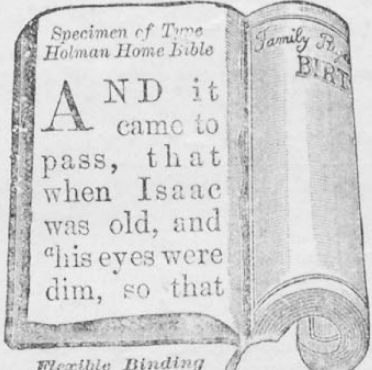 Specimen of Type
Holman Home Bible
AND it
came to
pass, that
when Isaac
was old, and
ahis eyes were
dim, so that
Family
BIRT
Flexible Binding